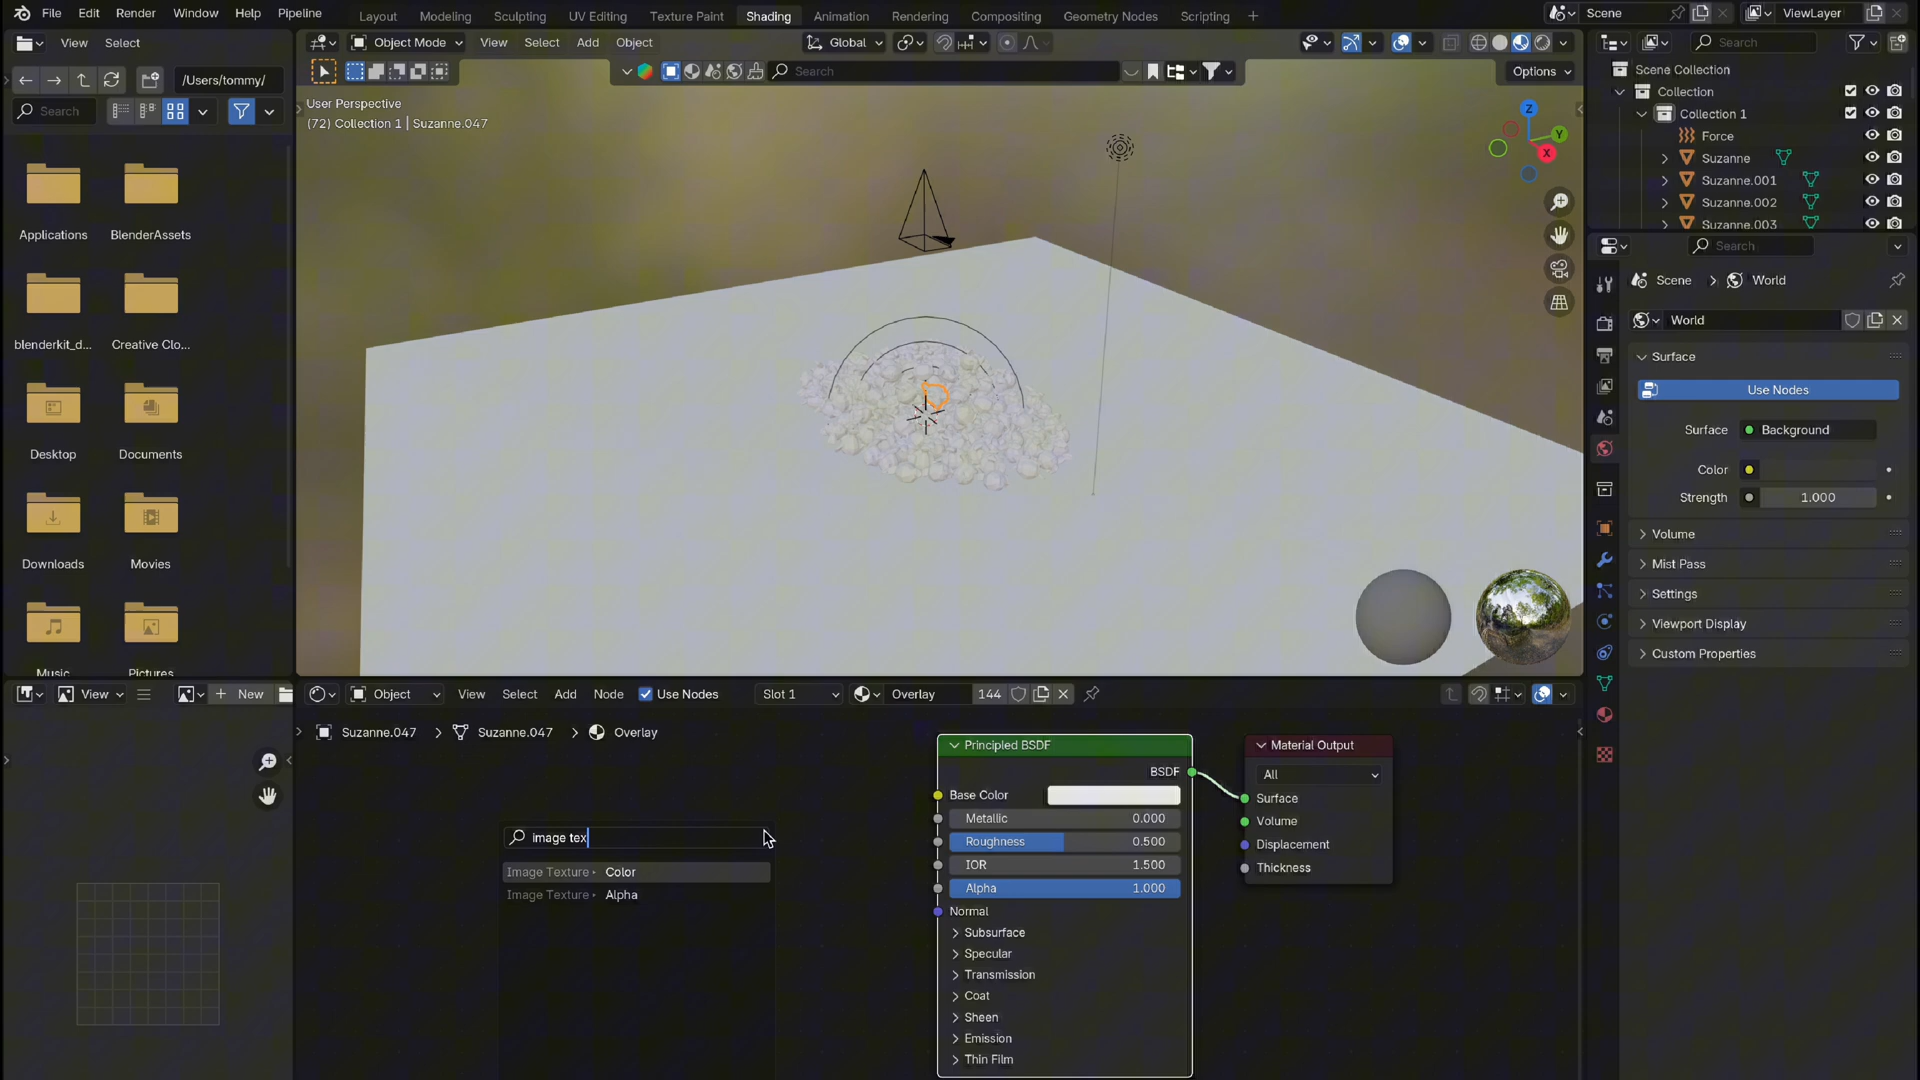 File Edit Render Window Help Pipeline
Layout Modeling Sculpting UV Editing Texture Paint Shading Animation Rendering Compositing Geometry Nodes Scripting
Scene
ViewLayer
View Select
Object Mode View Select Add Object
Global
Search
/Users/tommy/
Search
Search
Options
User Perspective
(72) Collection 1 | Suzanne.047
Z
Y
X
Applications
BlenderAssets
blenderkit_d...
Creative Clo...
Desktop
Documents
Downloads
Movies
Music
Pictures
Scene Collection
Collection
Collection 1
Force
Suzanne
Suzanne.001
Suzanne.002
Suzanne.003
Search
Scene
World
World
Surface
Use Nodes
Surface
Background
Color
Strength
1.000
Volume
Mist Pass
Settings
Viewport Display
Custom Properties
View
New
Object View Select Add Node Use Nodes Slot 1 Overlay 144
Suzanne.047
Suzanne.047
Overlay
image tex
Image Texture Color
Image Texture Alpha
Principled BSDF
BSDF
Base Color
Metallic 0.000
Roughness 0.500
IOR 1.500
Alpha 1.000
Normal
Subsurface
Specular
Transmission
Coat
Sheen
Emission
Thin Film
Material Output
All
Surface
Volume
Displacement
Thickness